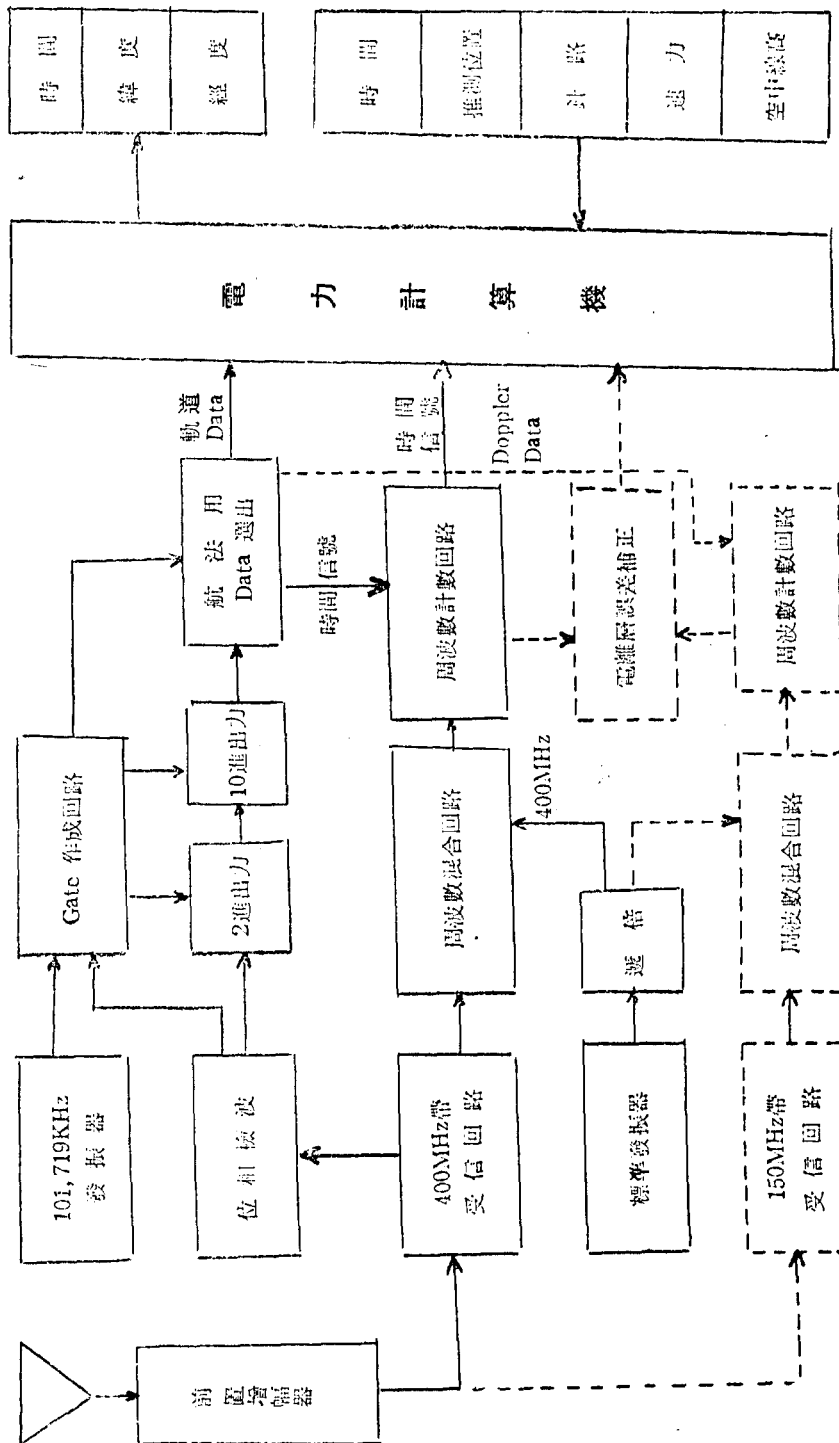 前置
增幅器
101,719KHz
發振器
位相檢波
400MHz帶
受信回路
標準發振器
150MHz帶
受信回路
Gate 作成回路
2進出力
10進出力
周波數混合回路
400MHz
遞倍
周波數混合回路
航法用
Data 選出
時間信號
周波數計數回路
電離層誤差補正
周波數計數回路
軌道
Data
時間
信號
Doppler
Data
電力計算機
時間
緯度
經度
時間
推測位置
針路
速力
空中線高